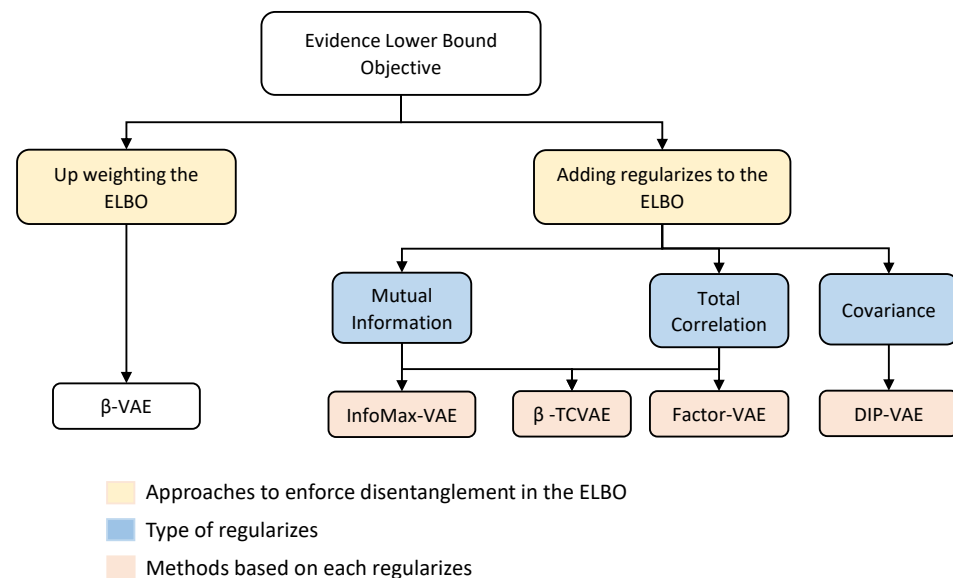 Evidence Lower Bound
Objective
Up weighting the
ELBO
Adding regularizes to the
ELBO
Mutual
Information
Total
Correlation
Covariance
β-VAE
InfoMax-VAE
β -TCVAE
Factor-VAE
DIP-VAE
Approaches to enforce disentanglement in the ELBO
Type of regularizes
Methods based on each regularizes